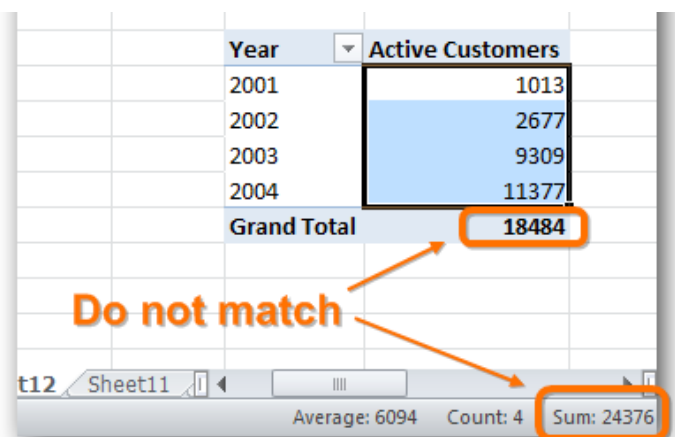 Year Active Customers
2001 1013
2002 2677
2003 9309
2004 11377
Grand Total 18484
Do not match
t12 Sheet11
Average: 6094 Count: 4 Sum: 24376